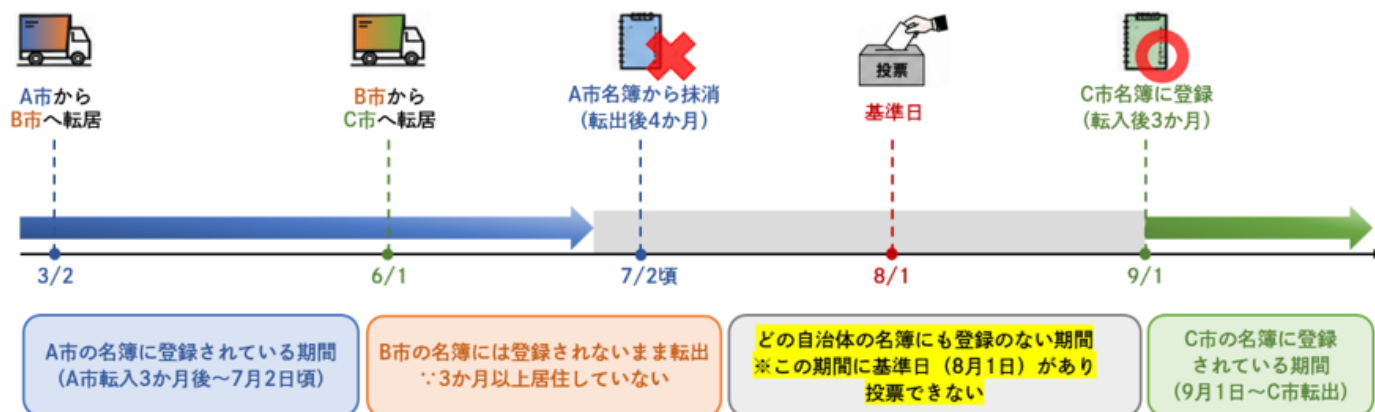 A市から
B市へ転居
B市から
C市へ転居
A市名簿から抹消
(転出後4か月)
投票
基準日
C市名簿に登録
(転入後3か月)
3/2
6/1
7/2頃
8/1
9/1
A市の名簿に登録されている期間
(A市転入3か月後～7月2日頃)
B市の名簿には登録されないまま転出
∵3か月以上居住していない
どの自治体の名簿にも登録のない期間
※この期間に基準日（8月1日）があり
投票できない
C市の名簿に登録
されている期間
(9月1日～C市転出)